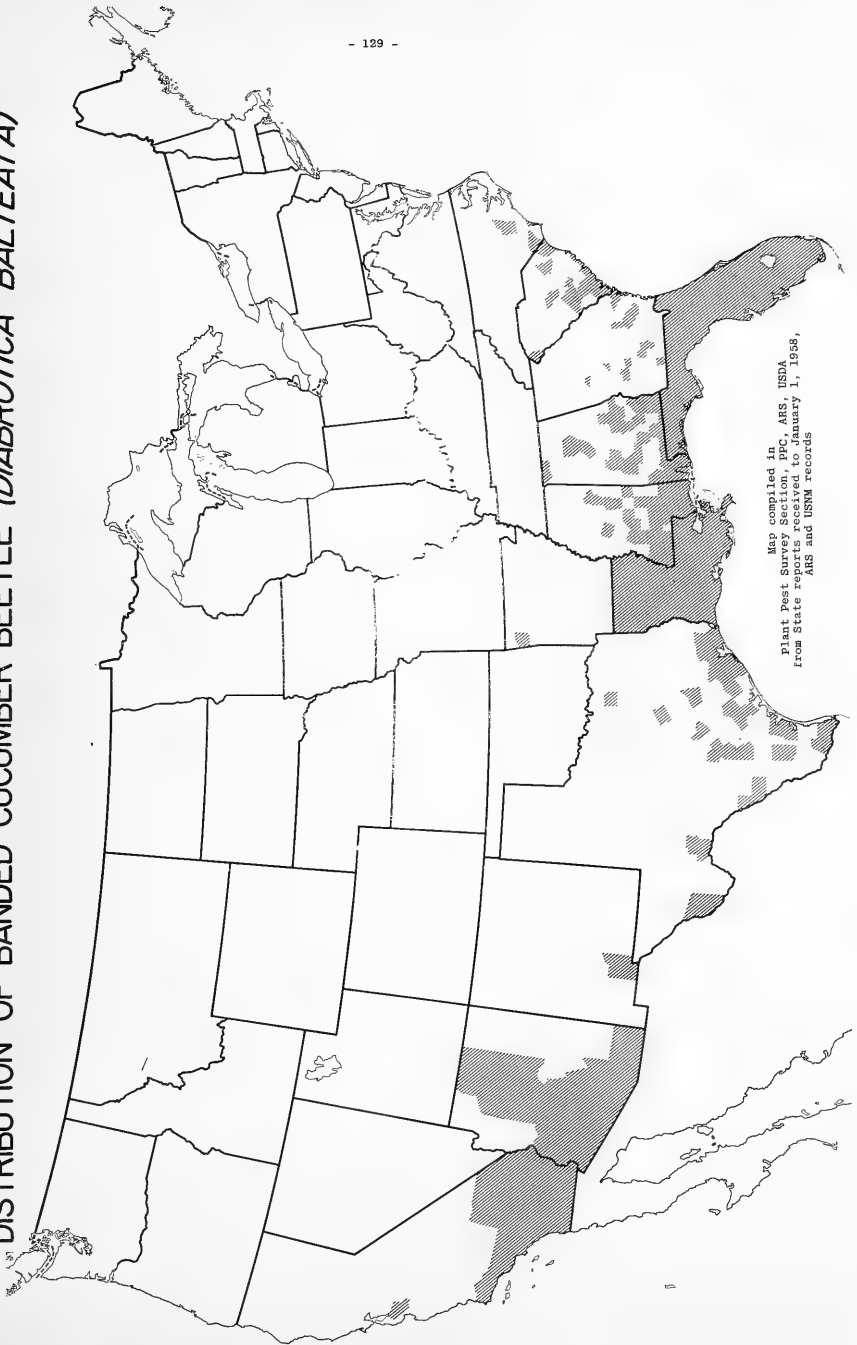 DISTRIBUTION OF BANDED CUCUMBER BEETLE (DIABROTICA BALTEATA)
- 129 -
Map compiled in
Plant Pest Survey Section, PPC, ARS, USDA
from State reports received to January 1, 1958,
ARS and USNM records